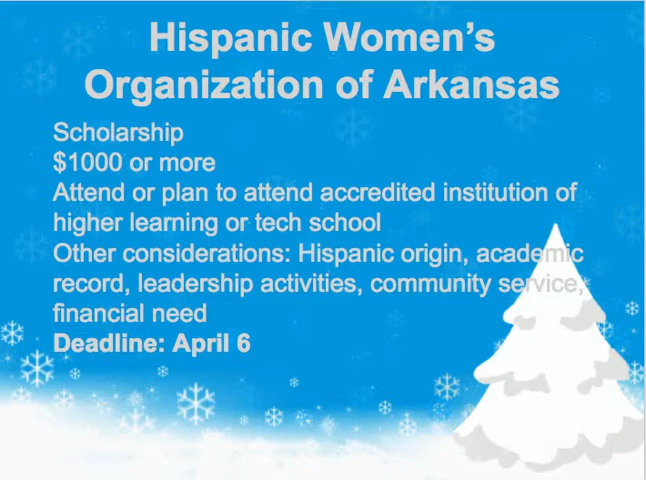 Hispanic Women's
Organization of Arkansas
Scholarship
$1000 or more
Attend or plan to attend accredited institution of
higher learning or tech school
Other considerations: Hispanic origin, academic
record, leadership activities, community service,
financial need
Deadline: April 6